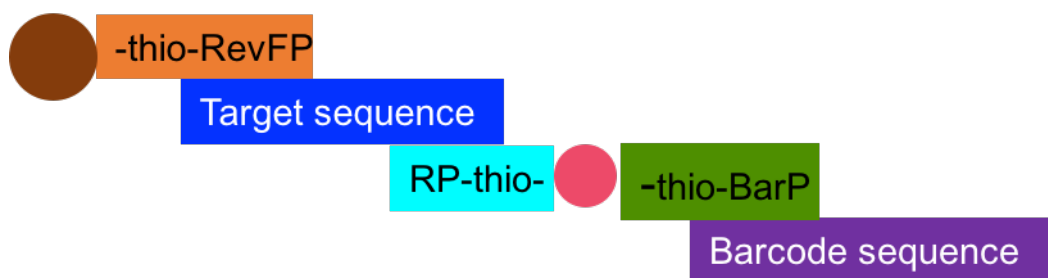 -thio-RevFP
Target sequence
RP-thio-
-thio-BarP
Barcode sequence